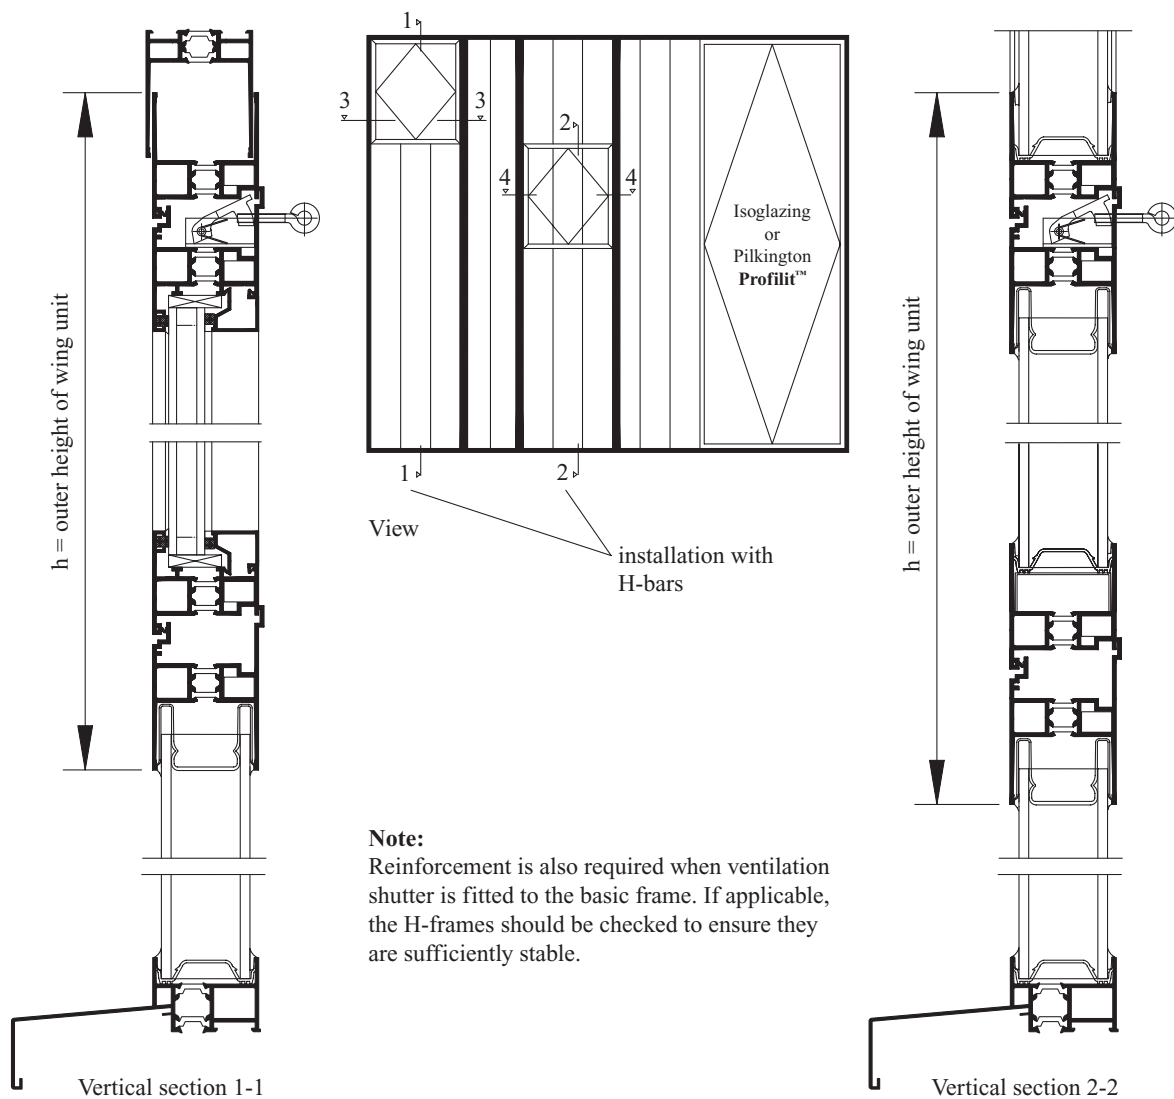 1
3
3
2
4
4
Isoglazing
or
Pilkington
Profilit™
1
2
View
installation with
H-bars
h = outer height of wing unit
h = outer height of wing unit
Note:
Reinforcement is also required when ventilation
shutter is fitted to the basic frame. If applicable,
the H-frames should be checked to ensure they
are sufficiently stable.
Vertical section 1-1
Vertical section 2-2